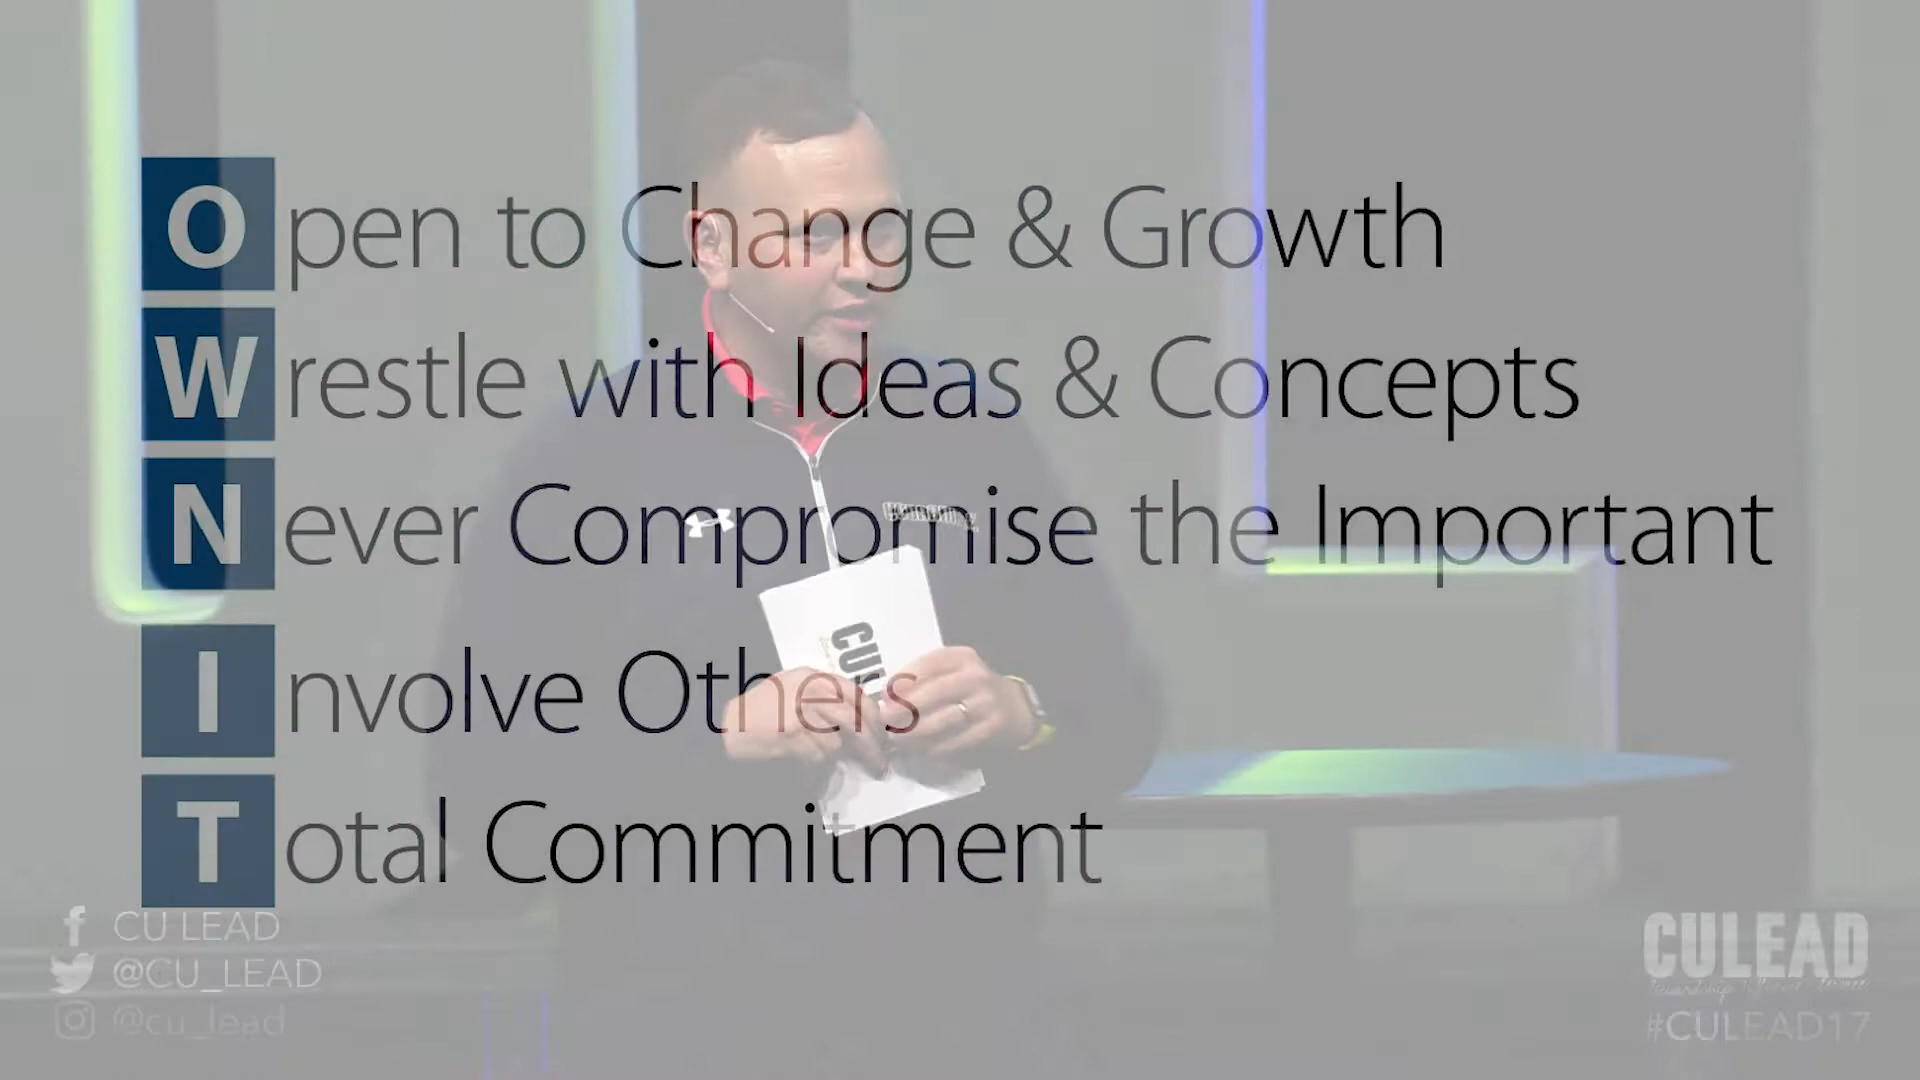 Open to Change & Growth
Wrestle with Ideas & Concepts
Never Compromise the Important
Involve Others
Total Commitment
CU LEAD
@CU_LEAD
@cu_lead
CULEAD
#CULEAD17